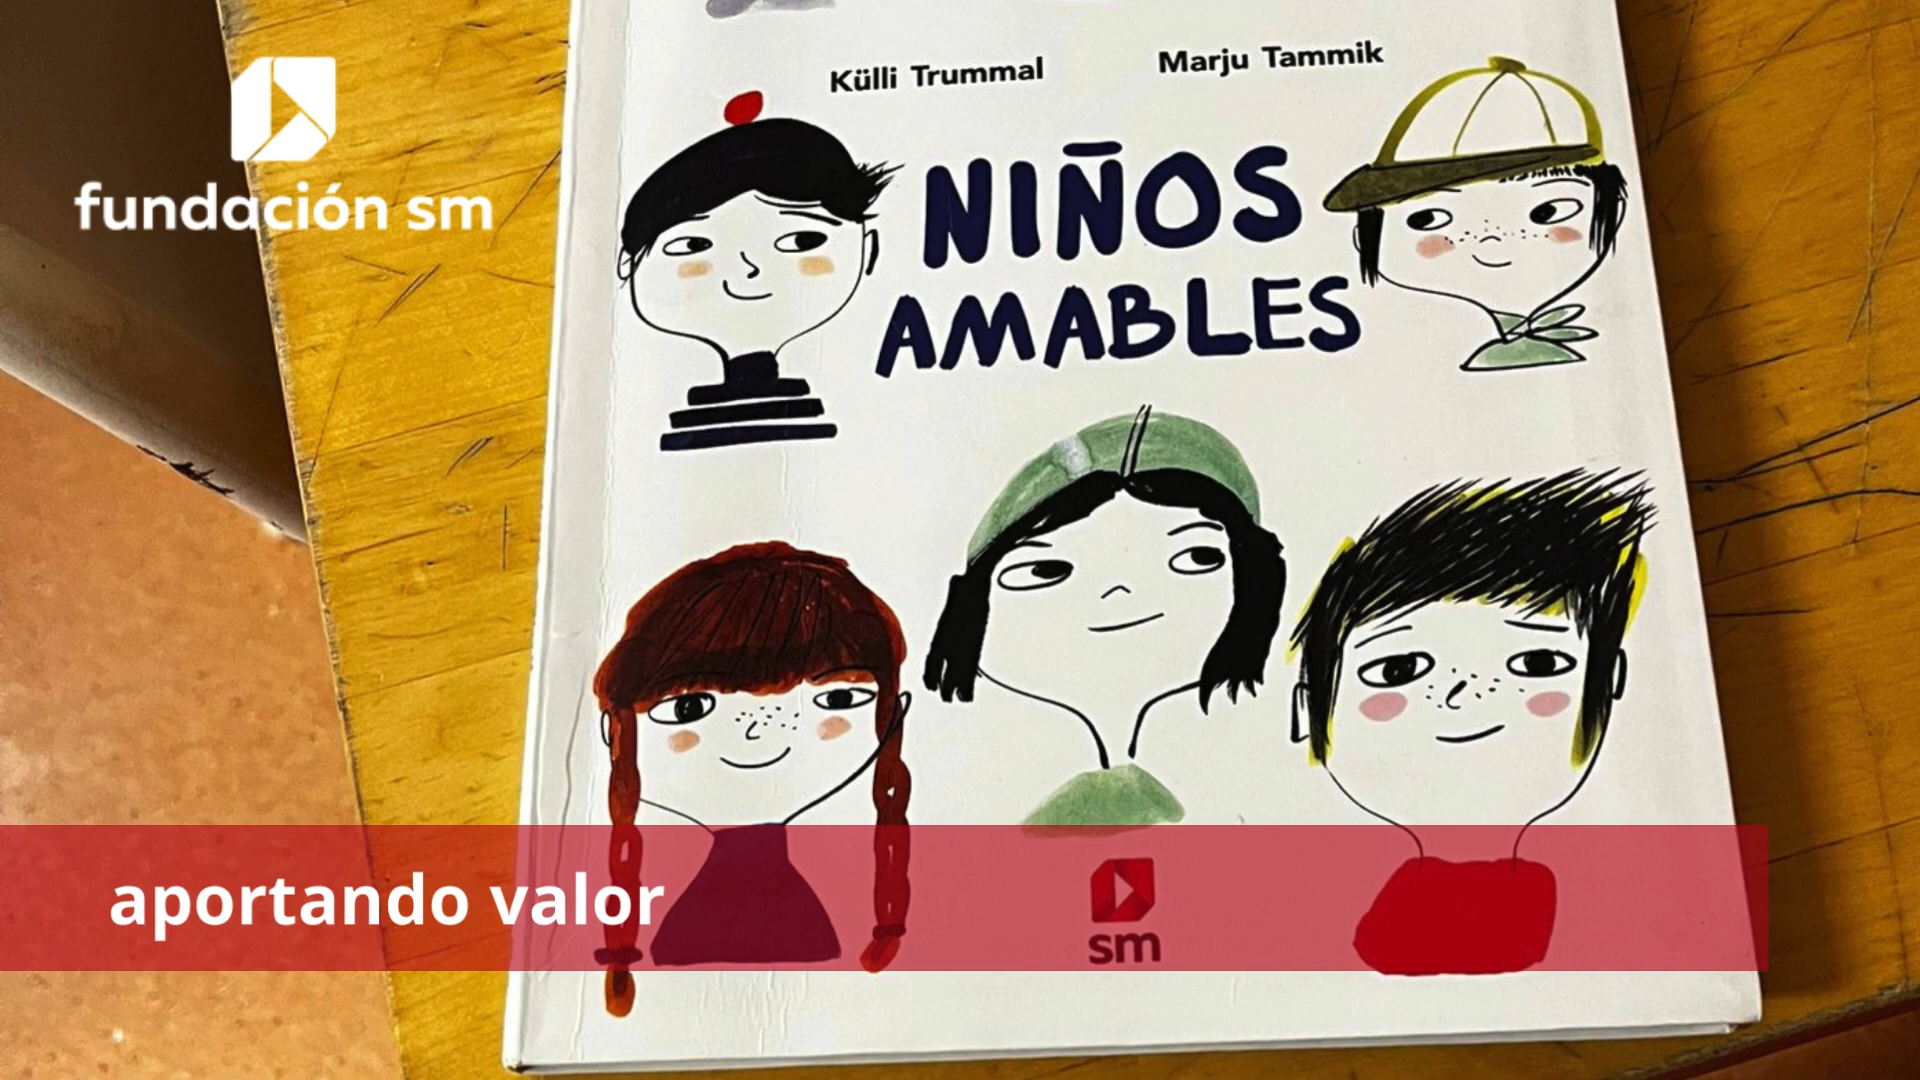 fundación sm
Külli Trummal
Marju Tammik
NIÑOS
AMABLES
aportando valor
sm